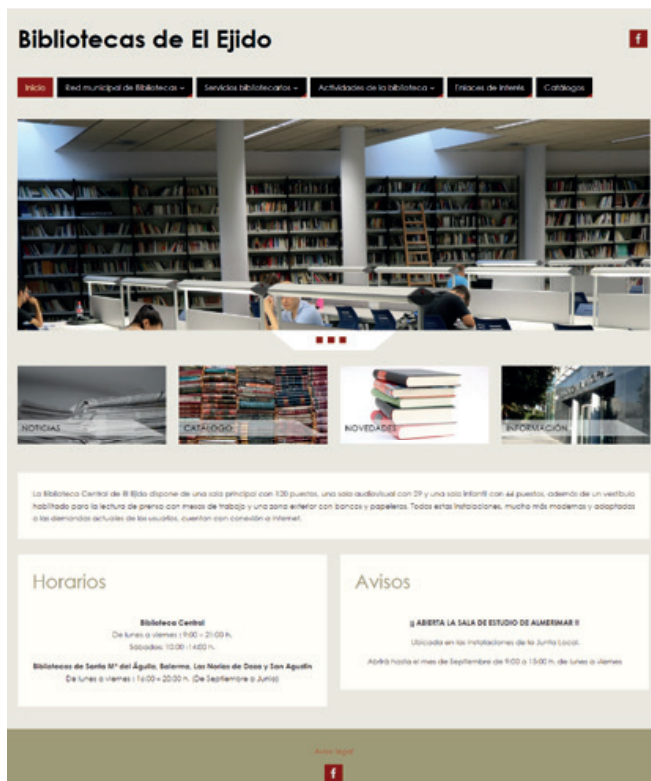 Bibliotecas de El Ejido
f
Inicio Red municipal de Bibliotecas Servicios bibliotecarios Actividades de la biblioteca Enlaces de Interés Catálogos
NOTICIAS CATÁLOGO NOVEDADES INFORMACIÓN
La Biblioteca Central de El Ejido dispone de una sala principal con 120 puestos, una sala audiovisual con 29 y una sala infantil con 66 puestos, además de un vestíbulo
habilitado para la lectura de prensa con mesas de trabajo y una zona exterior con bancos y papeleras. Todas estas instalaciones, mucho más modernas y adaptadas
a las demandas actuales de los usuarios, cuentan con conexión a Internet.
Horarios
Biblioteca Central
De lunes a viernes : 9:00 – 21:00 h.
Sábados: 10:00 -14:00 h.
Bibliotecas de Santa Mª del Águila, Balerma, Las Norias de Daza y San Agustín
De lunes a viernes : 16:00 – 20:30 h. (De Septiembre a Junio)
Avisos
¡¡ ABIERTA LA SALA DE ESTUDIO DE ALMERIMAR !!
Ubicada en las Instalaciones de la Junta Local.
Abrirá hasta el mes de Septiembre de 9:00 a 15:00 h. de lunes a viernes
Aviso legal
f